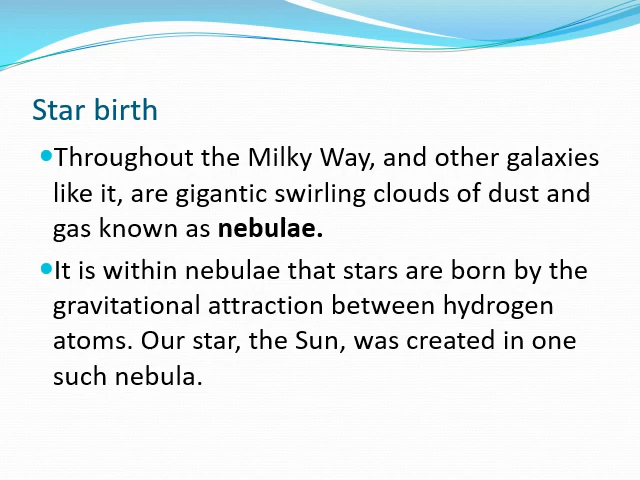 Star birth
•Throughout the Milky Way, and other galaxies
like it, are gigantic swirling clouds of dust and
gas known as nebulae.
•It is within nebulae that stars are born by the
gravitational attraction between hydrogen
atoms. Our star, the Sun, was created in one
such nebula.